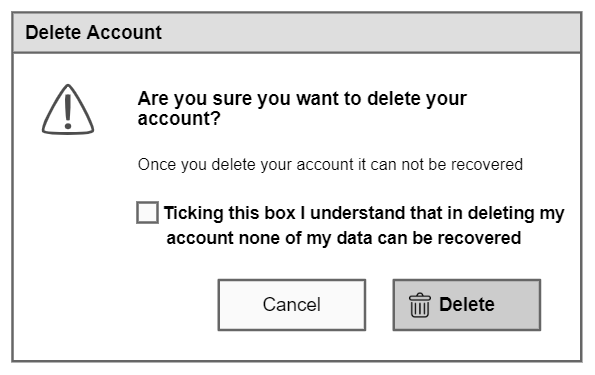 Delete Account
Are you sure you want to delete your
account?
Once you delete your account it can not be recovered
Ticking this box I understand that in deleting my
account none of my data can be recovered
Cancel
Delete